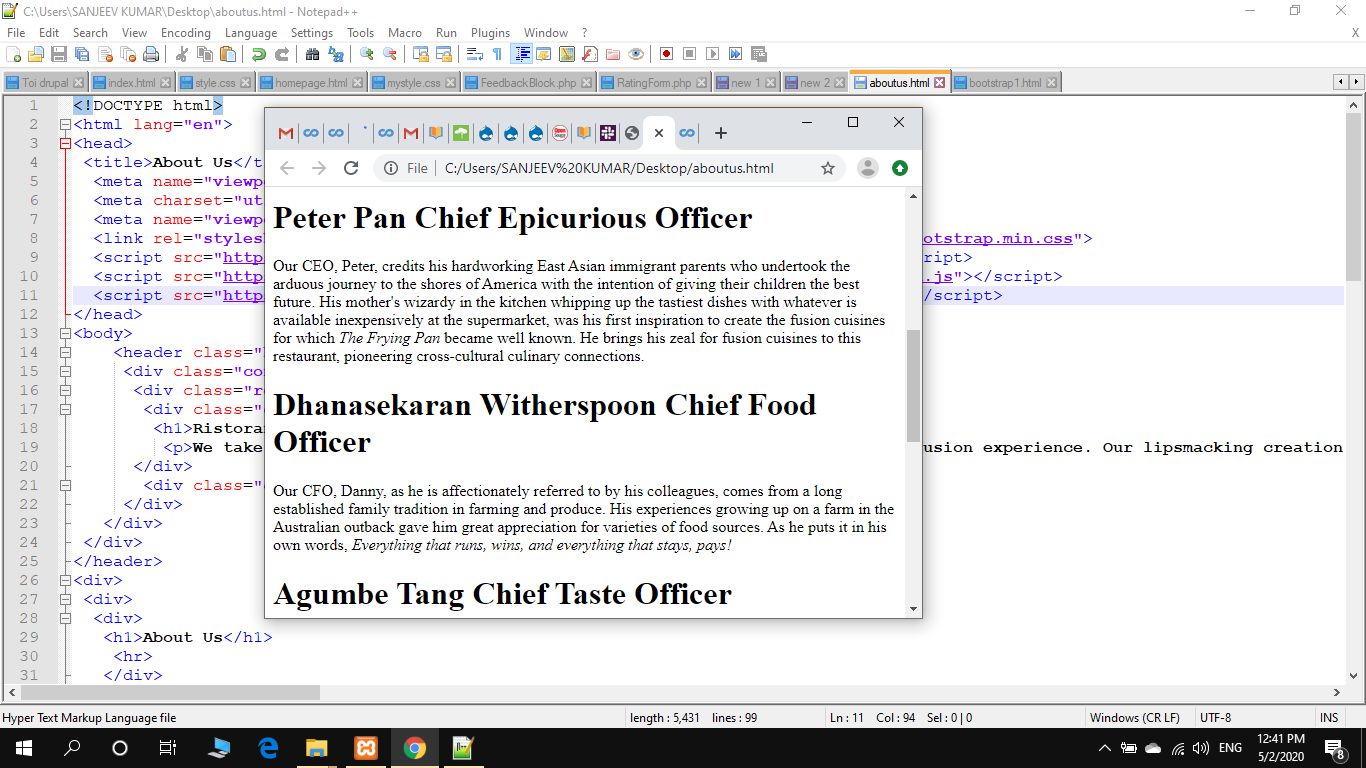 C:\Users\SANJEEV KUMAR\Desktop\aboutus.html - Notepad++
File Edit Search View Encoding Language Settings Tools Macro Run Plugins Window ? X
Toi drupal index.html style.css homepage.html mystyle.css FeedbackBlock.php RatingForm.php new 1 new 2 aboutus.html bootstrap1.html
1 <!DOCTYPE html>
2 <html lang="en">
3 <head>
4 <title>About Us</t
5 <meta name="viewp
6 <meta charset="ut
7 <meta name="viewp
8 <link rel="styles otstrap.min.css">
9 <script src="http ript>
10 <script src="http .js"></script>
11 <script src="http /script>
12 </head>
13 <body>
14 <header class="
15 <div class="co
16 <div class="r
17 <div class="
18 <h1>Ristora
19 <p>We take usion experience. Our lipsmacking creation
20 </div>
21 <div class="
22 </div>
23 </div>
24 </div>
25 </header>
26 <div>
27 <div>
28 <div>
29 <h1>About Us</h1>
30 <hr>
31 </div>
File C:/Users/SANJEEV%20KUMAR/Desktop/aboutus.html
Peter Pan Chief Epicurious Officer
Our CEO, Peter, credits his hardworking East Asian immigrant parents who undertook the
arduous journey to the shores of America with the intention of giving their children the best
future. His mother's wizardy in the kitchen whipping up the tastiest dishes with whatever is
available inexpensively at the supermarket, was his first inspiration to create the fusion cuisines
for which The Frying Pan became well known. He brings his zeal for fusion cuisines to this
restaurant, pioneering cross-cultural culinary connections.
Dhanasekaran Witherspoon Chief Food
Officer
Our CFO, Danny, as he is affectionately referred to by his colleagues, comes from a long
established family tradition in farming and produce. His experiences growing up on a farm in the
Australian outback gave him great appreciation for varieties of food sources. As he puts it in his
own words, Everything that runs, wins, and everything that stays, pays!
Agumbe Tang Chief Taste Officer
Hyper Text Markup Language file length : 5,431 lines : 99 Ln : 11 Col : 94 Sel : 0 | 0 Windows (CR LF) UTF-8 INS
ENG 12:41 PM
5/2/2020 8